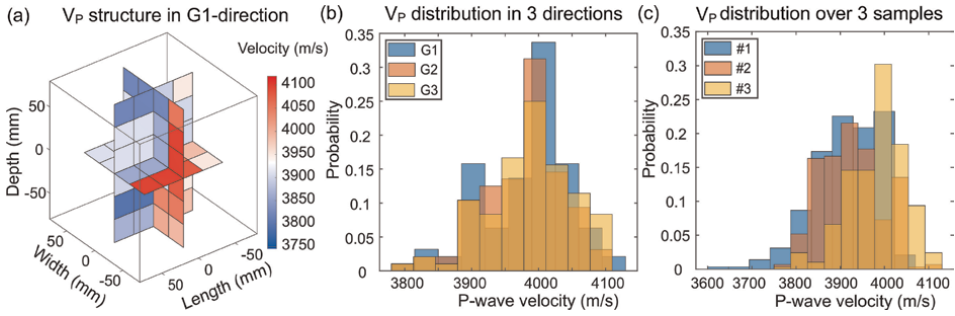 (a) V_P structure in G1-direction
Velocity (m/s)
4100
4050
4000
3950
3900
3850
3800
3750
50
0
-50
Depth (mm)
50
0
-50
Width (mm)
50
0
-50
Length (mm)
(b) V_P distribution in 3 directions
G1
G2
G3
0.35
0.3
0.25
0.2
0.15
0.1
0.05
0
Probability
3800 3900 4000 4100
P-wave velocity (m/s)
(c) V_P distribution over 3 samples
#1
#2
#3
0.35
0.3
0.25
0.2
0.15
0.1
0.05
0
Probability
3600 3700 3800 3900 4000 4100
P-wave velocity (m/s)